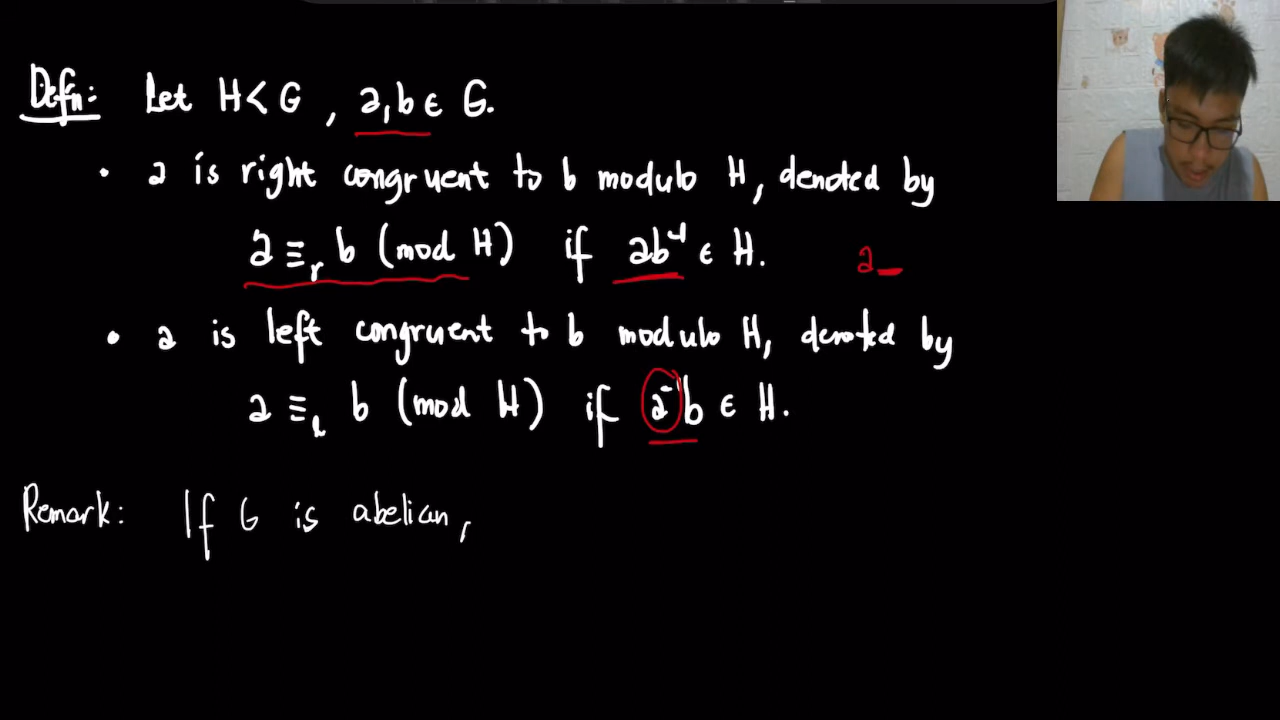 Defn: Let H < G, a,b ∈ G.
• a is right congruent to b modulo H, denoted by
a ≡ᵣ b (mod H) if ab⁻¹ ∈ H. a
• a is left congruent to b modulo H, denoted by
a ≡ₗ b (mod H) if a⁻¹b ∈ H.
Remark: If G is abelian,